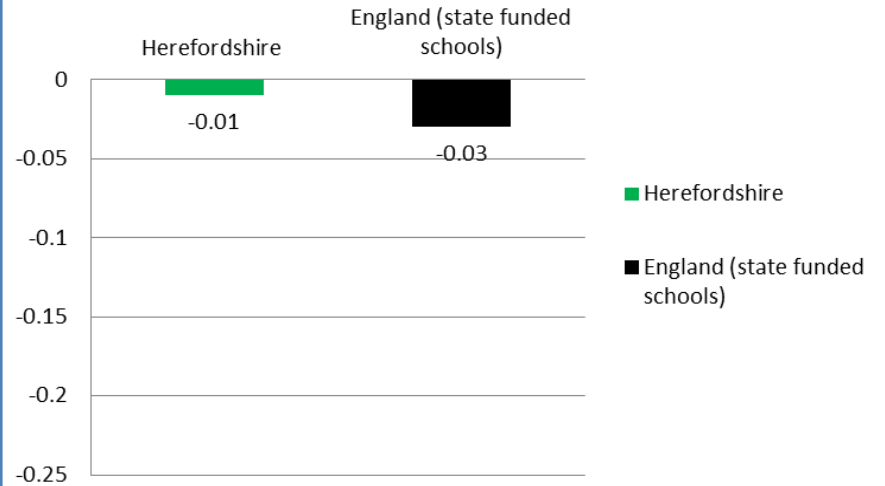 England (state funded
schools)
Herefordshire
0
-0.01
-0.03
-0.05
-0.1
-0.15
-0.2
-0.25
Herefordshire
England (state funded
schools)